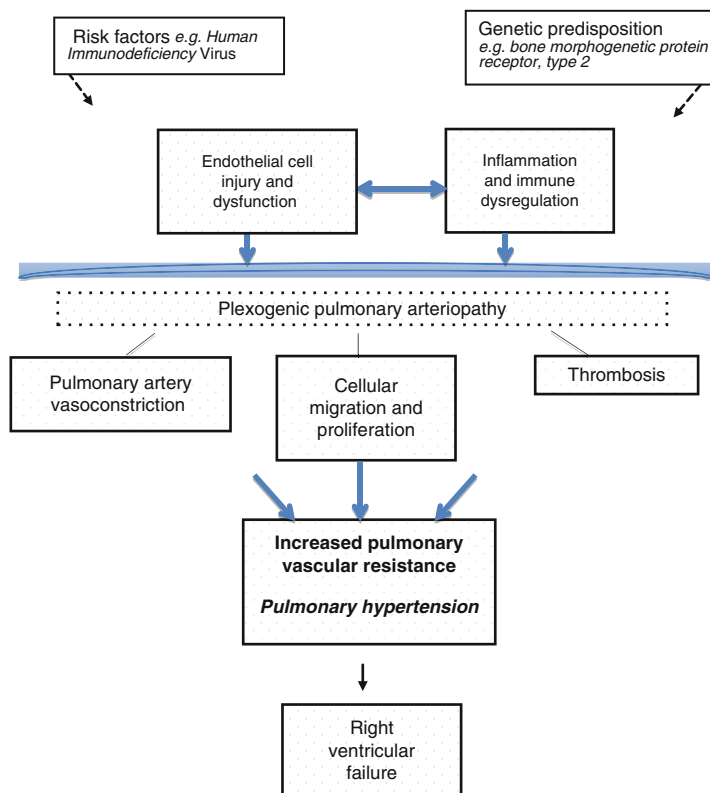 Risk factors e.g. Human
Immunodeficiency Virus
Genetic predisposition
e.g. bone morphogenetic protein
receptor, type 2
Endothelial cell
injury and
dysfunction
Inflammation
and immune
dysregulation
Plexogenic pulmonary arteriopathy
Pulmonary artery
vasoconstriction
Cellular
migration and
proliferation
Thrombosis
Increased pulmonary
vascular resistance
Pulmonary hypertension
Right
ventricular
failure